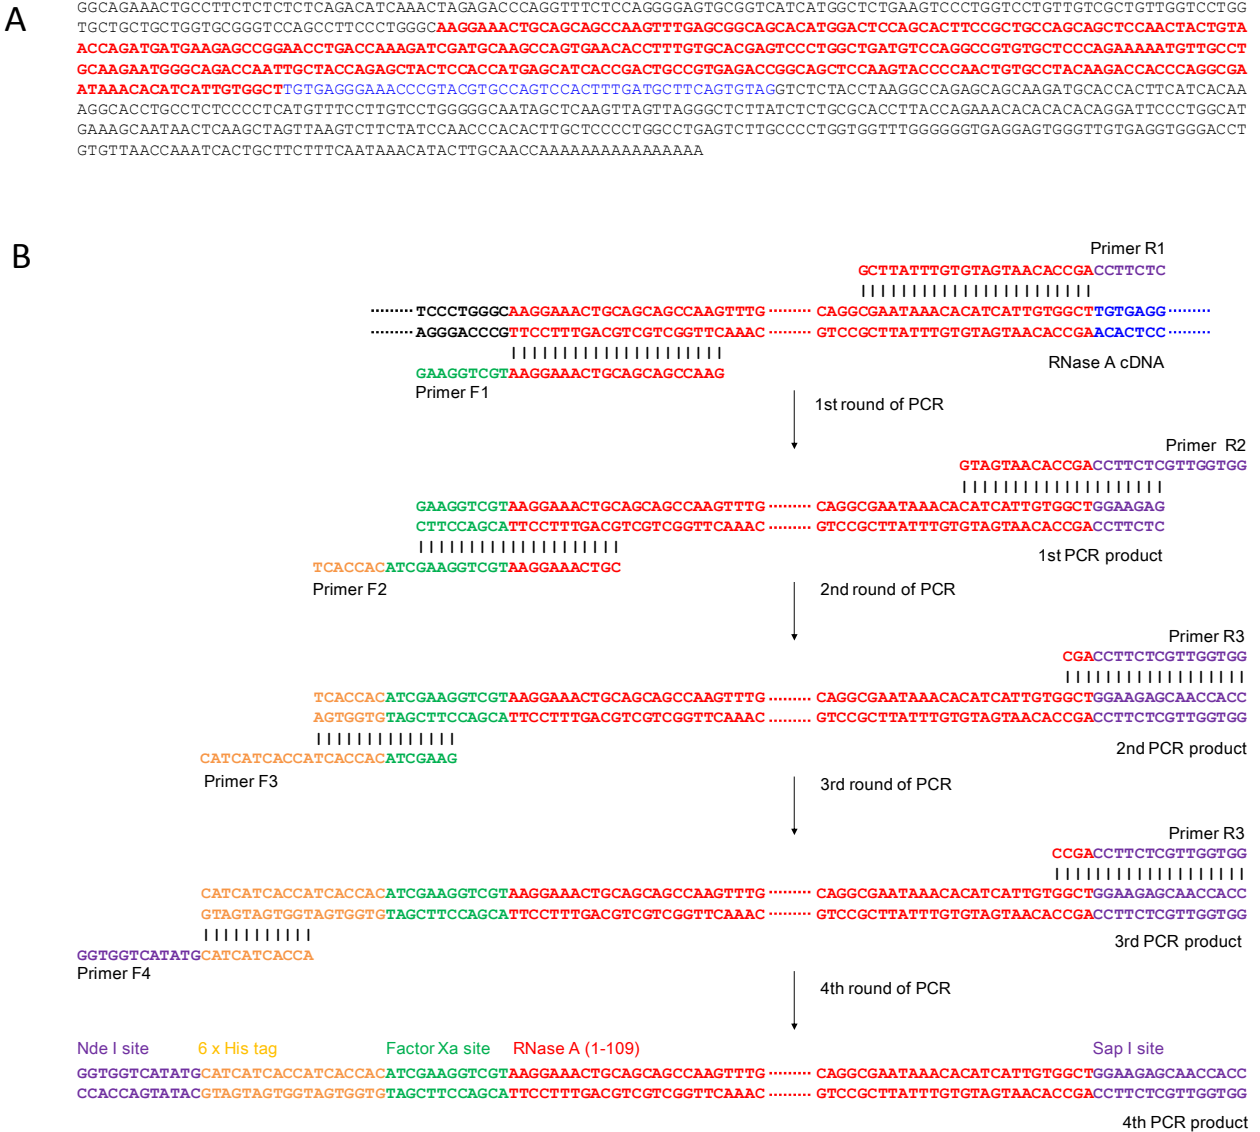 A
GGCAGAAACTGCCTTCTCTCTCTCAGACATCAAACTAGAGACCCAGGTTTCTCCAGGGGAGTGCGGTCATCATGGCTCTGAAGTCCCTGGTCCTGTTGTCGCTGTTGGTCCTGG
TGCTGCTGCTGGTGCGGGTCCAGCCTTCCCTGGGCAAGGAAACTGCAGCAGCCAAGTTTGAGCGGCAGCACATGGACTCCAGCACTTCCGCTGCCAGCAGCTCCAACTACTGTA
ACCAGATGATGAAGAGCCGGAACCTGACCAAAGATCGATGCAAGCCAGTGAACACCTTTGTGCACGAGTCCCTGGCTGATGTCCAGGCCGTGTGCTCCCAGAAAAATGTTGCCT
GCAAGAATGGGCAGACCAATTGCTACCAGAGCTACTCCACCATGAGCATCACCGACTGCCGTGAGACCGGCAGCTCCAAGTACCCCAACTGTGCCTACAAGACCACCCAGGCGA
ATAAACACATCATTGTGGCTTGTGAGGGAAACCCGTACGTGCCAGTCCACTTTGATGCTTCAGTGTAGGTCTCTACCTAAGGCCAGAGCAGCAAGATGCACCACTTCATCACAA
AGGCACCTGCCTCTCCCCTCATGTTTCCTTGTCCTGGGGGCAATAGCTCAAGTTAGTTAGGGCTCTTATCTCTGCGCACCTTACCAGAAACACACACACAGGATTCCCTGGCAT
GAAAGCAATAACTCAAGCTAGTTAAGTCTTCTATCCAACCCACACTTGCTCCCCTGGCCTGAGTCTTGCCCCTGGTGGTTTGGGGGGTGAGGAGTGGGTTGTGAGGTGGGACCT
GTGTTAACCAAATCACTGCTTCTTTCAATAAACATACTTGCAACCAAAAAAAAAAAAAAAA
B
Primer R1
GCTTATTTGTGTAGTAACACCGACCTTCTC
TCCCTGGGCAAGGAAACTGCAGCAGCCAAGTTTG CAGGCGAATAAACACATCATTGTGGCTTGTGAGG
AGGGACCCGTTCCTTTGACGTCGTCGGTTCAAAC GTCCGCTTATTTGTGTAGTAACACCGAACACTCC
RNase A cDNA
GAAGGTCGTAAGGAAACTGCAGCAGCCAAG
Primer F1
1st round of PCR
Primer R2
GTAGTAACACCGACCTTCTCGTTGGTGG
GAAGGTCGTAAGGAAACTGCAGCAGCCAAGTTTG CAGGCGAATAAACACATCATTGTGGCTGGAAGAG
CTTCCAGCATTCCTTTGACGTCGTCGGTTCAAAC GTCCGCTTATTTGTGTAGTAACACCGACCTTCTC
1st PCR product
TCACCACATCGAAGGTCGTAAGGAAACTGC
Primer F2
2nd round of PCR
Primer R3
CGACCTTCTCGTTGGTGG
TCACCACATCGAAGGTCGTAAGGAAACTGCAGCAGCCAAGTTTG CAGGCGAATAAACACATCATTGTGGCTGGAAGAGCAACCACC
AGTGGTGTAGCTTCCAGCATTCCTTTGACGTCGTCGGTTCAAAC GTCCGCTTATTTGTGTAGTAACACCGACCTTCTCGTTGGTGG
2nd PCR product
CATCATCACCATCACCACATCGAAG
Primer F3
3rd round of PCR
Primer R3
CCGACCTTCTCGTTGGTGG
CATCATCACCATCACCACATCGAAGGTCGTAAGGAAACTGCAGCAGCCAAGTTTG CAGGCGAATAAACACATCATTGTGGCTGGAAGAGCAACCACC
GTAGTAGTGGTAGTGGTGTAGCTTCCAGCATTCCTTTGACGTCGTCGGTTCAAAC GTCCGCTTATTTGTGTAGTAACACCGACCTTCTCGTTGGTGG
3rd PCR product
GGTGGTCATATGCATCATCACCA
Primer F4
4th round of PCR
Nde I site 6 x His tag Factor Xa site RNase A (1-109) Sap I site
GGTGGTCATATGCATCATCACCATCACCACATCGAAGGTCGTAAGGAAACTGCAGCAGCCAAGTTTG CAGGCGAATAAACACATCATTGTGGCTGGAAGAGCAACCACC
CCACCAGTATACGTAGTAGTGGTAGTGGTGTAGCTTCCAGCATTCCTTTGACGTCGTCGGTTCAAAC GTCCGCTTATTTGTGTAGTAACACCGACCTTCTCGTTGGTGG
4th PCR product